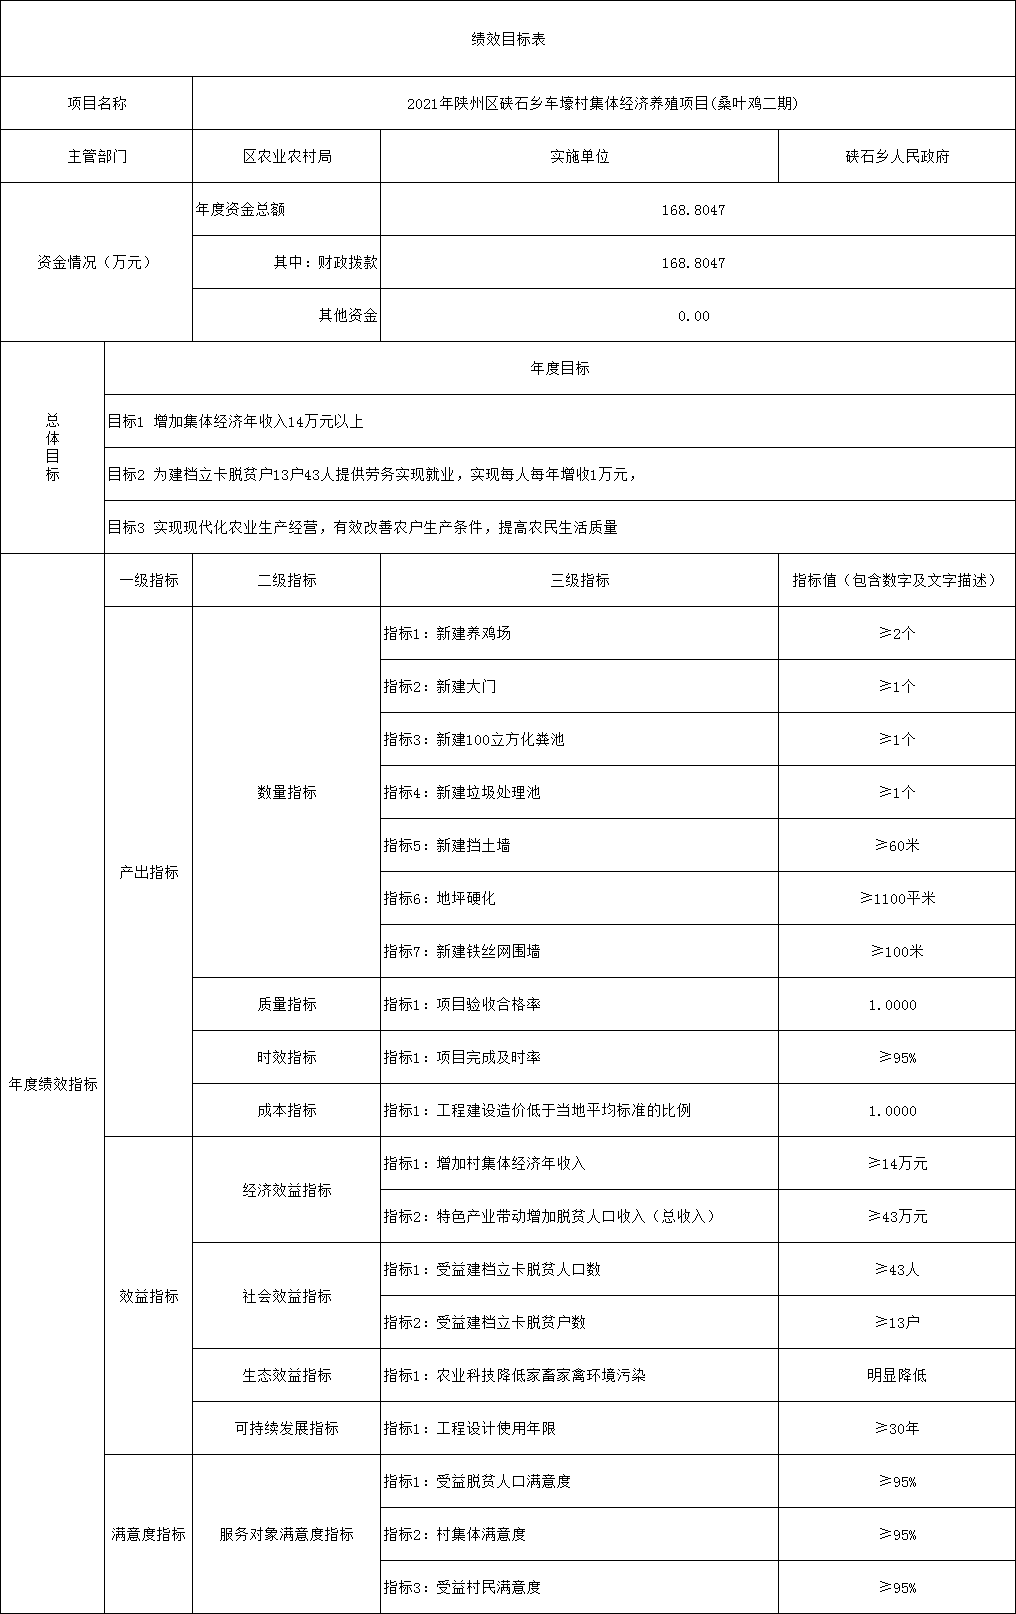 绩效目标表
项目名称
2021年陕州区硖石乡车壕村集体经济养殖项目(桑叶鸡二期)
主管部门
区农业农村局
实施单位
硖石乡人民政府
资金情况（万元）
年度资金总额
168.8047
其中：财政拨款
168.8047
其他资金
0.00
总体目标
年度目标
目标1 增加集体经济年收入14万元以上
目标2 为建档立卡脱贫户13户43人提供劳务实现就业，实现每人每年增收1万元，
目标3 实现现代化农业生产经营，有效改善农户生产条件，提高农民生活质量
年度绩效指标
一级指标
二级指标
三级指标
指标值（包含数字及文字描述）
产出指标
数量指标
指标1：新建养鸡场
≥2个
指标2：新建大门
≥1个
指标3：新建100立方化粪池
≥1个
指标4：新建垃圾处理池
≥1个
指标5：新建挡土墙
≥60米
指标6：地坪硬化
≥1100平米
指标7：新建铁丝网围墙
≥100米
质量指标
指标1：项目验收合格率
1.0000
时效指标
指标1：项目完成及时率
≥95%
成本指标
指标1：工程建设造价低于当地平均标准的比例
1.0000
效益指标
经济效益指标
指标1：增加村集体经济年收入
≥14万元
指标2：特色产业带动增加脱贫人口收入（总收入）
≥43万元
社会效益指标
指标1：受益建档立卡脱贫人口数
≥43人
指标2：受益建档立卡脱贫户数
≥13户
生态效益指标
指标1：农业科技降低家畜家禽环境污染
明显降低
可持续发展指标
指标1：工程设计使用年限
≥30年
满意度指标
服务对象满意度指标
指标1：受益脱贫人口满意度
≥95%
指标2：村集体满意度
≥95%
指标3：受益村民满意度
≥95%